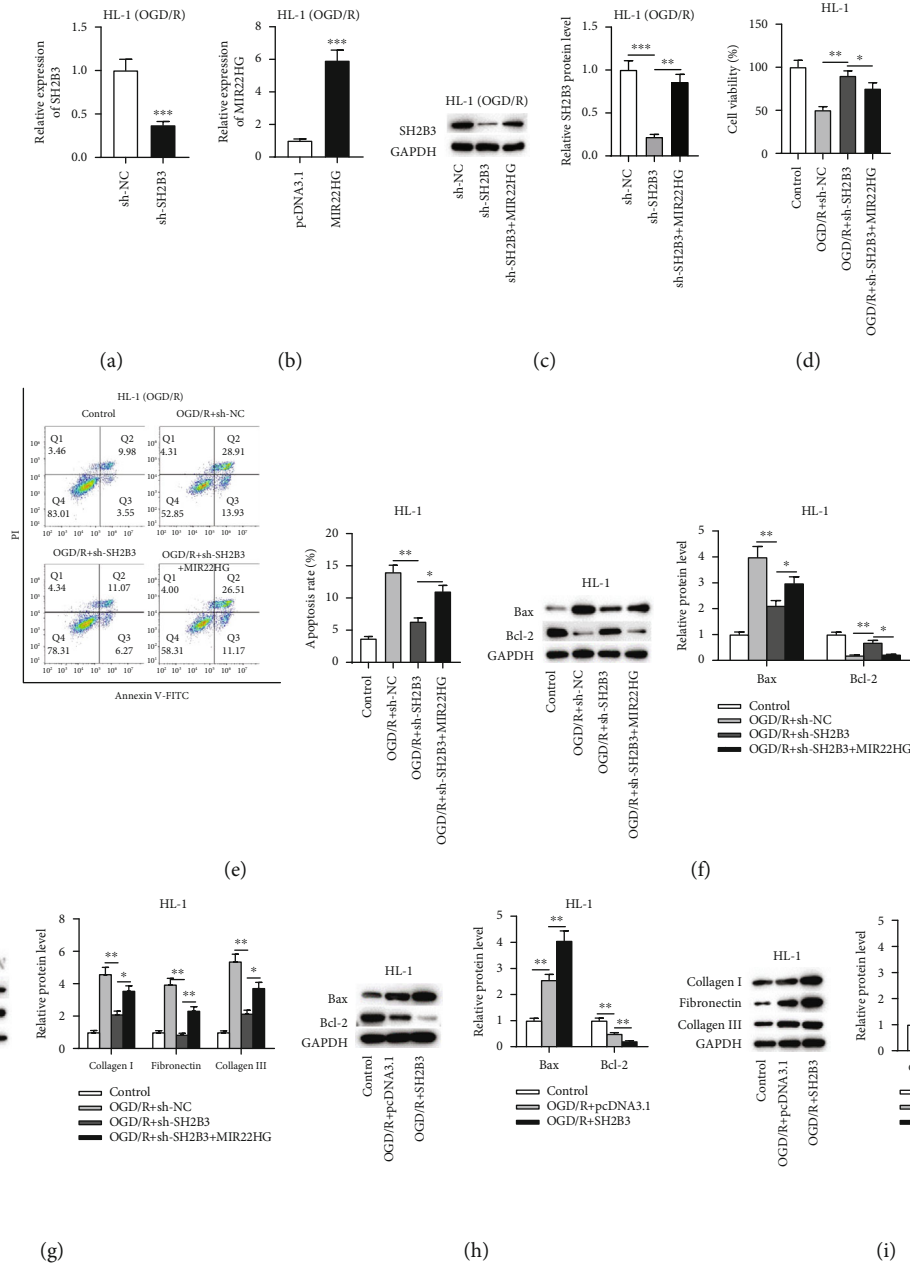 HL-1 (OGD/R)
Relative expression
of SH2B3
1.5
1.0
0.5
0.0
***
sh-NC
sh-SH2B3
(a)
HL-1 (OGD/R)
Relative expression
of MIR22HG
8
6
4
2
0
***
pcDNA3.1
MIR22HG
(b)
HL-1 (OGD/R)
SH2B3
GAPDH
sh-NC
sh-SH2B3
sh-SH2B3+MIR22HG
HL-1 (OGD/R)
Relative SH2B3 protein level
1.5
1.0
0.5
0.0
***
**
sh-NC
sh-SH2B3
sh-SH2B3+MIR22HG
(c)
HL-1
Cell viability (%)
150
100
50
0
**
*
Control
OGD/R+sh-NC
OGD/R+sh-SH2B3
OGD/R+sh-SH2B3+MIR22HG
(d)
HL-1 (OGD/R)
Control
Q1
3.46
Q2
9.98
Q4
83.01
Q3
3.55
OGD/R+sh-NC
Q1
4.31
Q2
28.91
Q4
52.85
Q3
13.93
OGD/R+sh-SH2B3
Q1
4.34
Q2
11.07
Q4
78.31
Q3
6.27
OGD/R+sh-SH2B3
+MIR22HG
Q1
4.00
Q2
26.51
Q4
58.31
Q3
11.17
PI
Annexin V-FITC
HL-1
Apoptosis rate (%)
20
15
10
5
0
**
*
Control
OGD/R+sh-NC
OGD/R+sh-SH2B3
OGD/R+sh-SH2B3+MIR22HG
(e)
HL-1
Bax
Bcl-2
GAPDH
Control
OGD/R+sh-NC
OGD/R+sh-SH2B3
OGD/R+sh-SH2B3+MIR22HG
HL-1
Relative protein level
5
4
3
2
1
0
**
*
**
*
Bax
Bcl-2
Control
OGD/R+sh-NC
OGD/R+sh-SH2B3
OGD/R+sh-SH2B3+MIR22HG
(f)
HL-1
Relative protein level
8
6
4
2
0
**
*
**
**
**
*
Collagen I
Fibronectin
Collagen III
Control
OGD/R+sh-NC
OGD/R+sh-SH2B3
OGD/R+sh-SH2B3+MIR22HG
(g)
HL-1
Bax
Bcl-2
GAPDH
Control
OGD/R+pcDNA3.1
OGD/R+SH2B3
HL-1
Relative protein level
5
4
3
2
1
0
**
**
**
**
Bax
Bcl-2
Control
OGD/R+pcDNA3.1
OGD/R+SH2B3
(h)
HL-1
Collagen I
Fibronectin
Collagen III
GAPDH
Control
OGD/R+pcDNA3.1
OGD/R+SH2B3
Relative protein level
5
4
3
2
1
0
(i)